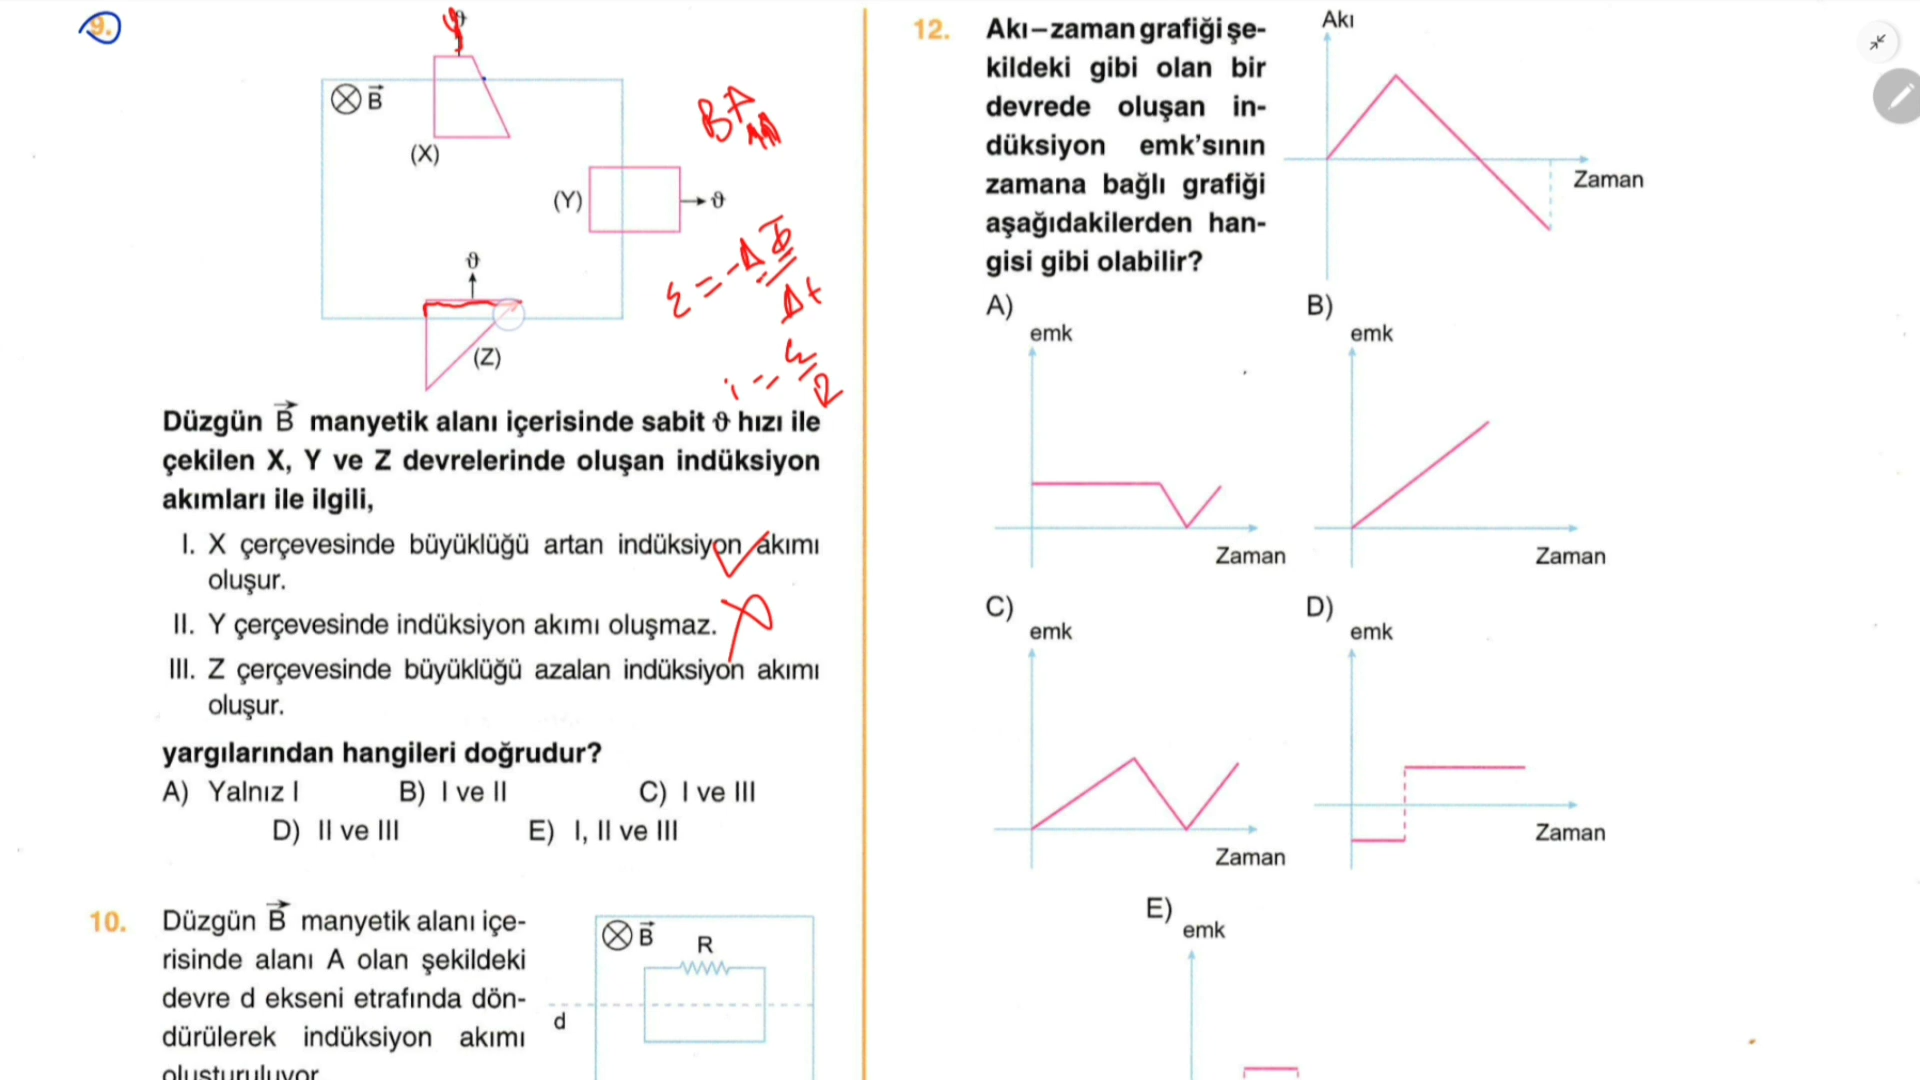 9.
ϑ
B
(X)
(Y)
ϑ
ϑ
(Z)
BA
ε = -ΔΦ/Δt
i = ε/R
Düzgün B manyetik alanı içerisinde sabit ϑ hızı ile
çekilen X, Y ve Z devrelerinde oluşan indüksiyon
akımları ile ilgili,
I. X çerçevesinde büyüklüğü artan indüksiyon akımı
oluşur.
II. Y çerçevesinde indüksiyon akımı oluşmaz.
III. Z çerçevesinde büyüklüğü azalan indüksiyon akımı
oluşur.
yargılarından hangileri doğrudur?
A) Yalnız I B) I ve II C) I ve III
D) II ve III E) I, II ve III
10. Düzgün B manyetik alanı içe-
risinde alanı A olan şekildeki
devre d ekseni etrafında dön-
dürülerek indüksiyon akımı
oluşturuluyor
B
R
d
12. Akı–zaman grafiği şe-
kildeki gibi olan bir
devrede oluşan in-
düksiyon emk'sının
zamana bağlı grafiği
aşağıdakilerden han-
gisi gibi olabilir?
Akı
Zaman
A)
emk
Zaman
B)
emk
Zaman
C)
emk
Zaman
D)
emk
Zaman
E)
emk